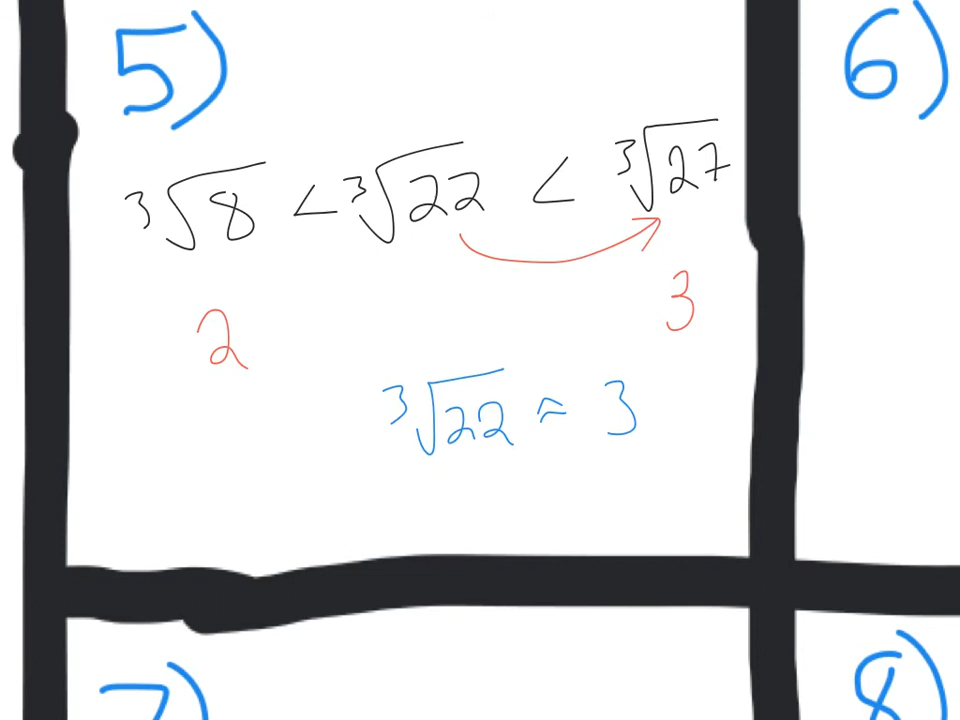 5) 6)
∛8 < ∛22 < ∛27
2 3
∛22 ≈ 3
7) 8)